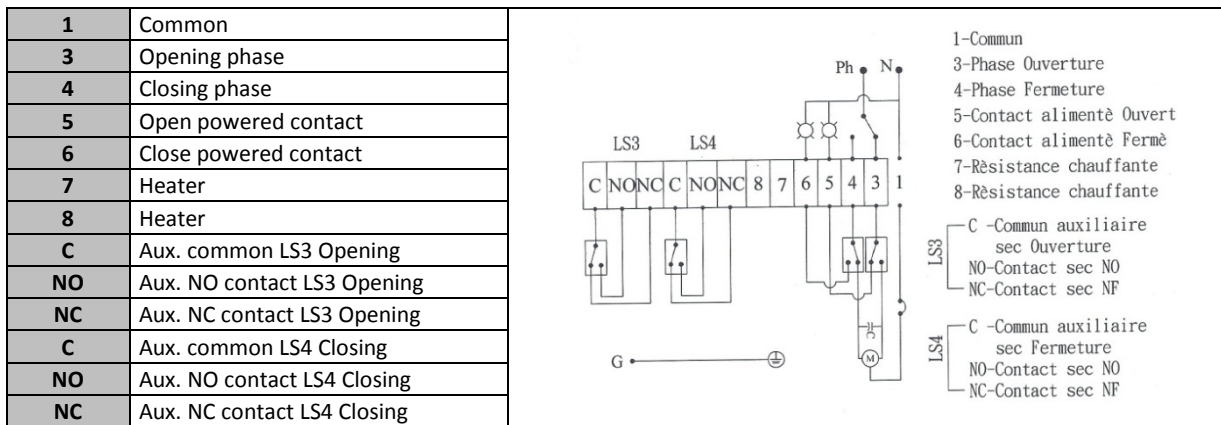 1 Common
3 Opening phase
4 Closing phase
5 Open powered contact
6 Close powered contact
7 Heater
8 Heater
C Aux. common LS3 Opening
NO Aux. NO contact LS3 Opening
NC Aux. NC contact LS3 Opening
C Aux. common LS4 Closing
NO Aux. NO contact LS4 Closing
NC Aux. NC contact LS4 Closing
Ph N
LS3 LS4
C NO NC C NO NC 8 7 6 5 4 3 1
C
M
G
1-Commun
3-Phase Ouverture
4-Phase Fermeture
5-Contact alimentè Ouvert
6-Contact alimentè Fermè
7-Rèsistance chauffante
8-Rèsistance chauffante
LS3
C -Commun auxiliaire
sec Ouverture
NO-Contact sec NO
NC-Contact sec NF
LS4
C -Commun auxiliaire
sec Fermeture
NO-Contact sec NO
NC-Contact sec NF